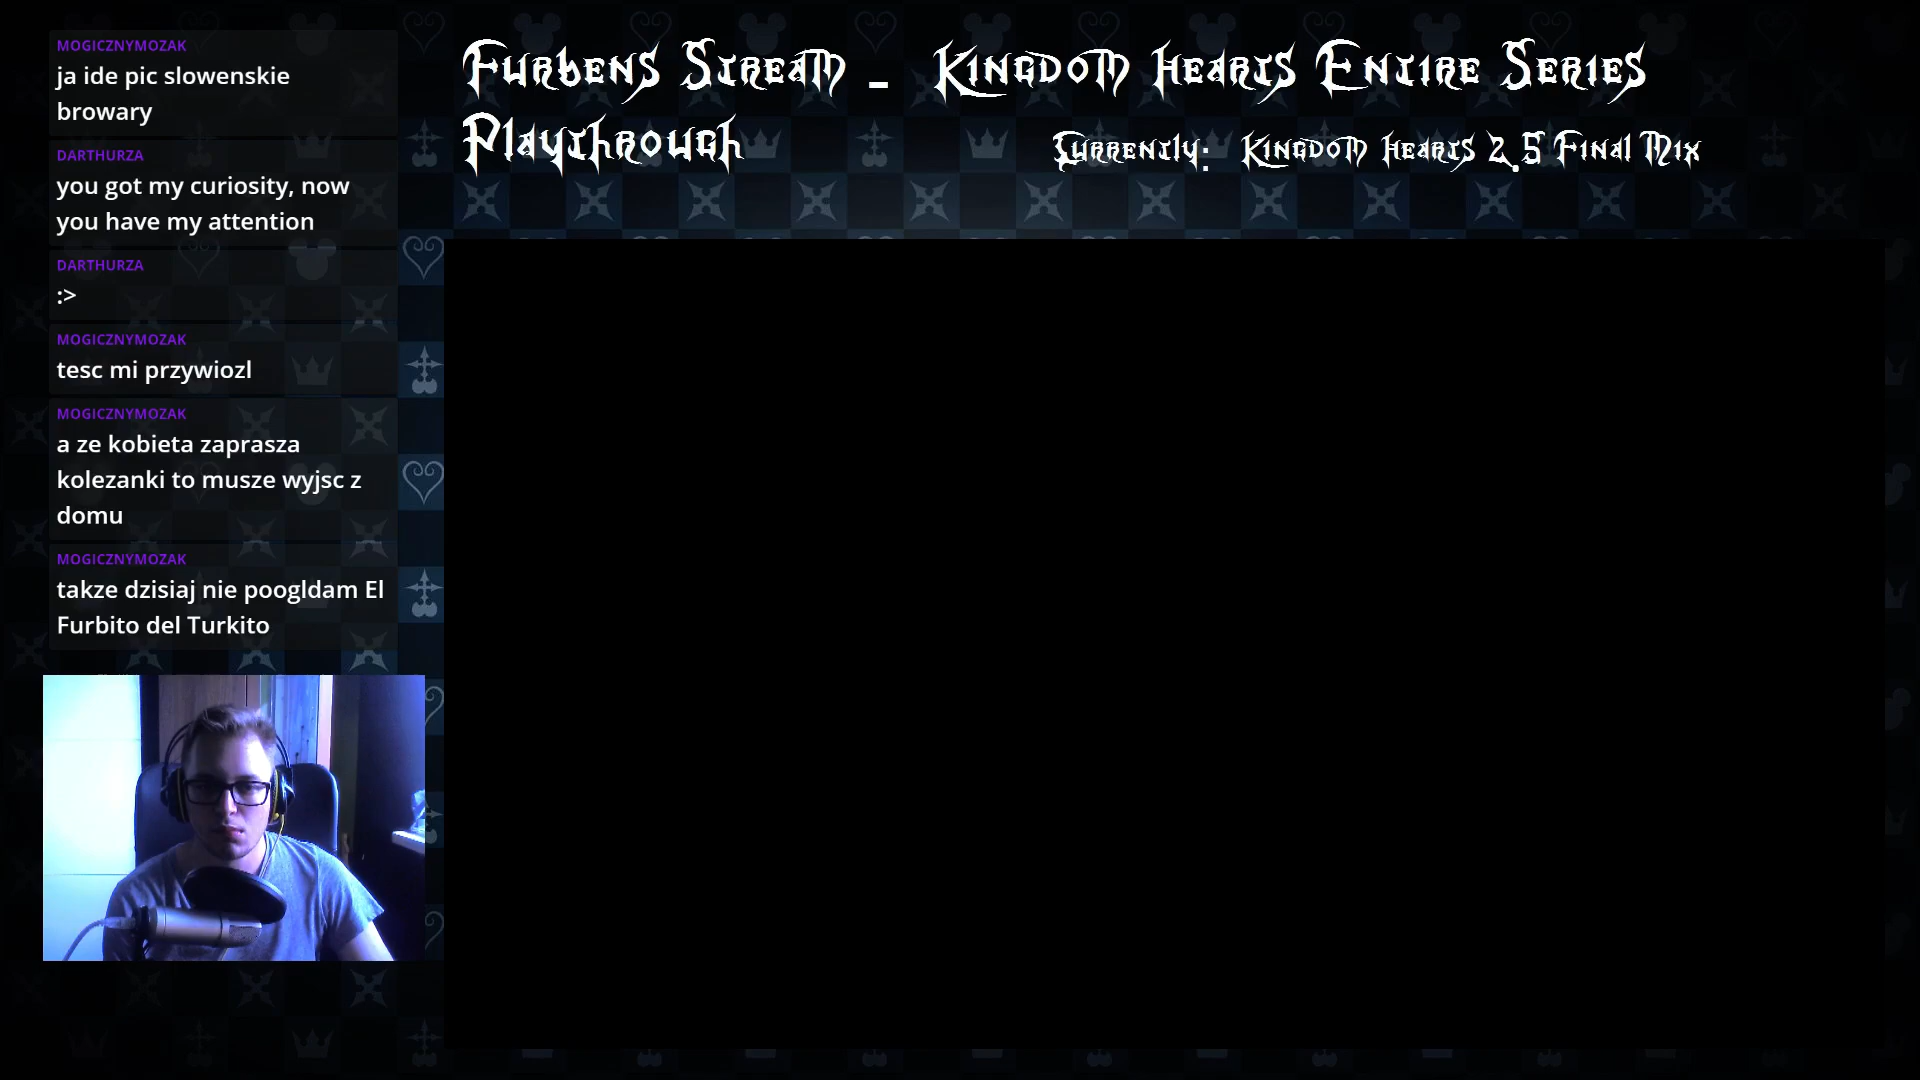 MOGICZNYMOZAK
ja ide pic slowenskie
browary
DARTHURZA
you got my curiosity, now
you have my attention
DARTHURZA
:>
MOGICZNYMOZAK
tesc mi przywiozl
MOGICZNYMOZAK
a ze kobieta zaprasza
kolezanki to musze wyjsc z
domu
MOGICZNYMOZAK
takze dzisiaj nie poogldam El
Furbito del Turkito
Furbens Stream - Kingdom Hearts Entire Series
Playthrough
Currently: Kingdom Hearts 2.5 Final Mix